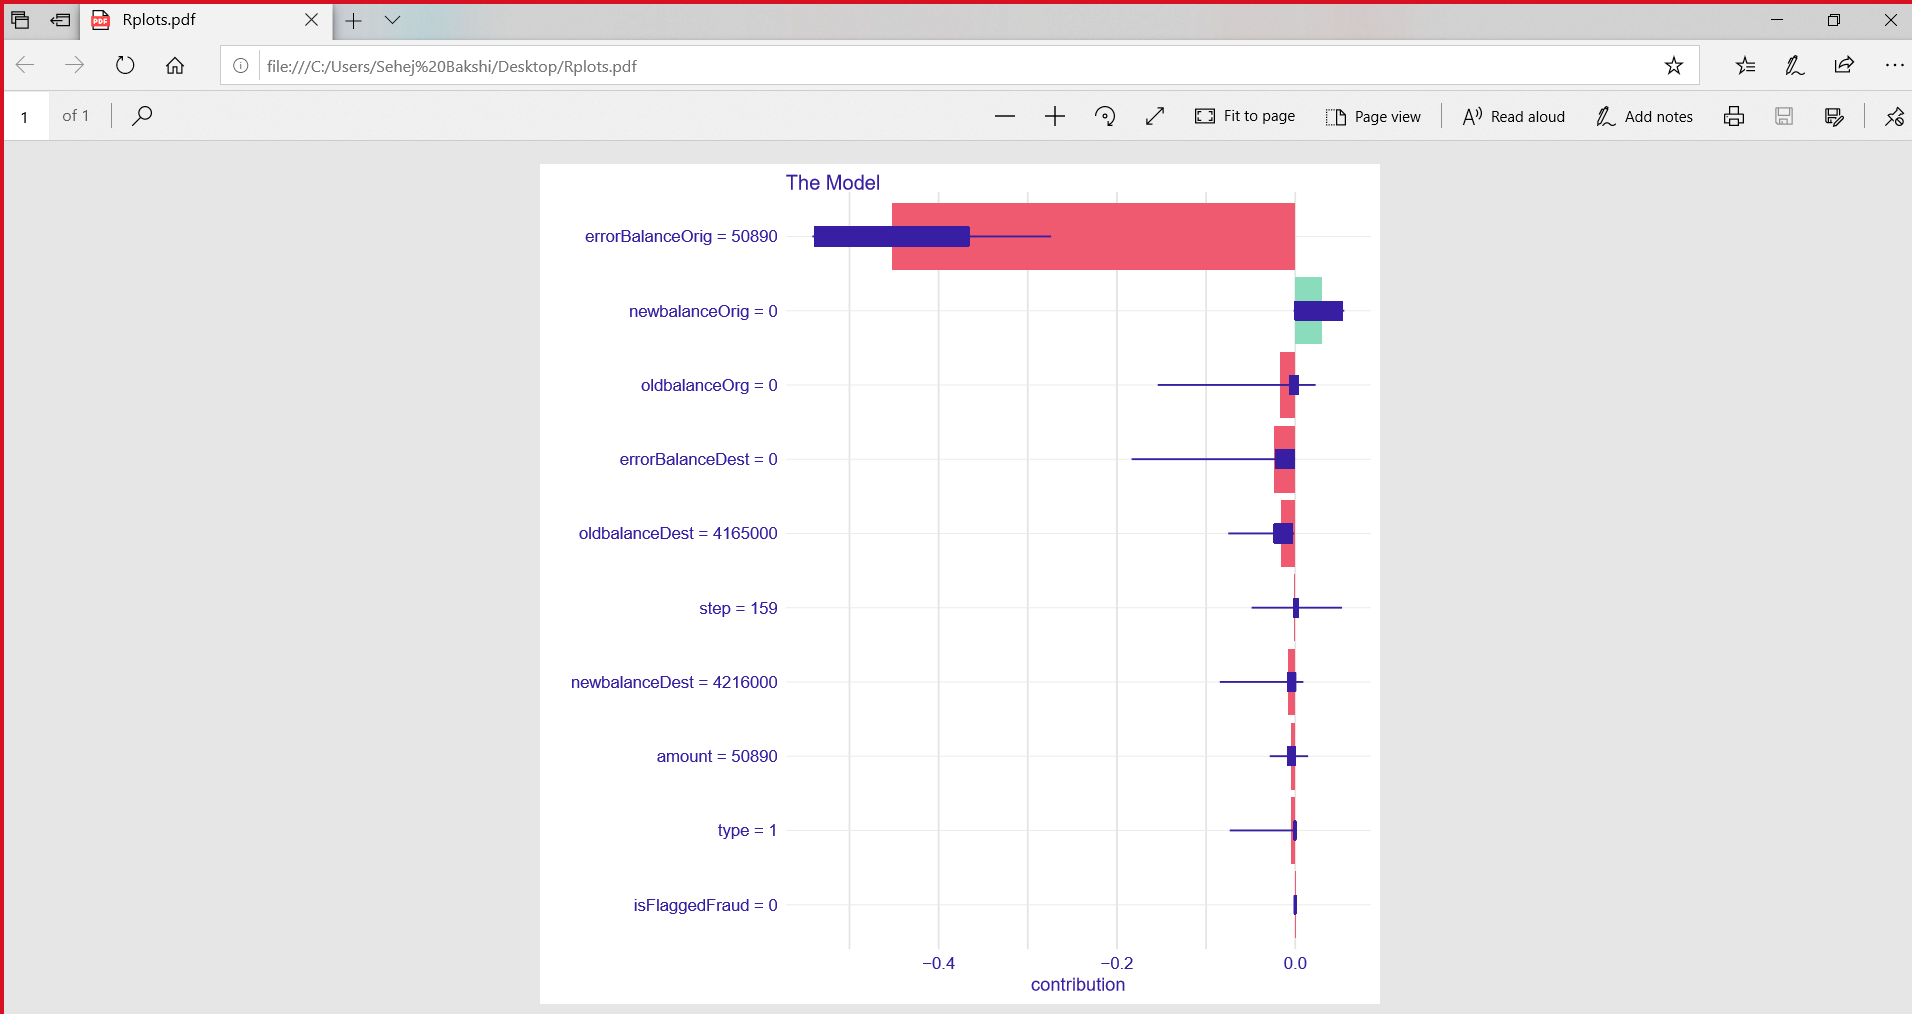 Rplots.pdf
file:///C:/Users/Sehej%20Bakshi/Desktop/Rplots.pdf
1 of 1
Fit to page
Page view
Read aloud
Add notes
The Model
errorBalanceOrig = 50890
newbalanceOrig = 0
oldbalanceOrg = 0
errorBalanceDest = 0
oldbalanceDest = 4165000
step = 159
newbalanceDest = 4216000
amount = 50890
type = 1
isFlaggedFraud = 0
−0.4 −0.2 0.0
contribution